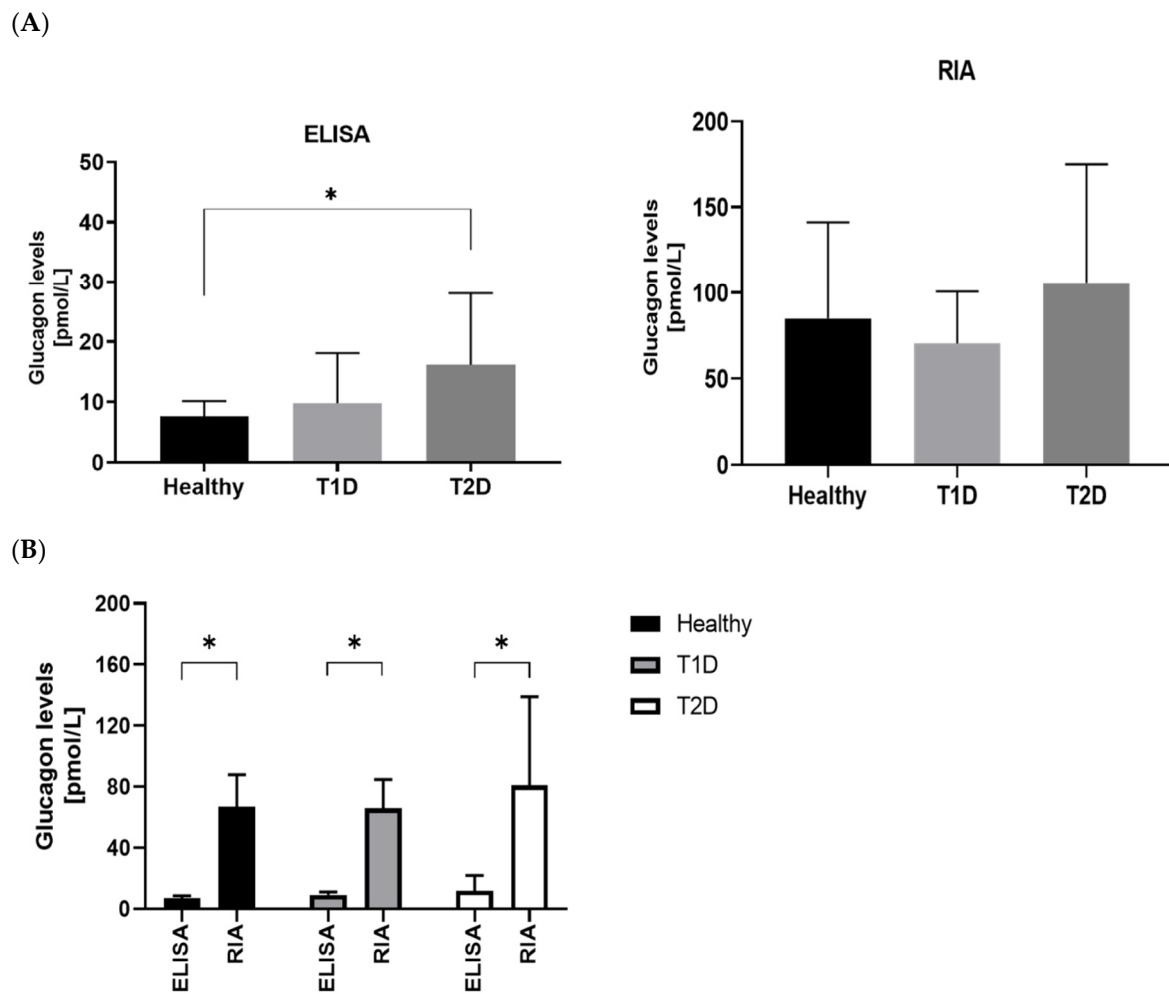 (A)
ELISA
Glucagon levels
[pmol/L]
50
40
30
20
10
0
*
Healthy T1D T2D
RIA
Glucagon levels
[pmol/L]
200
150
100
50
0
Healthy T1D T2D
(B)
Glucagon levels
[pmol/L]
200
160
120
80
40
0
* * *
ELISA RIA ELISA RIA ELISA RIA
Healthy
T1D
T2D